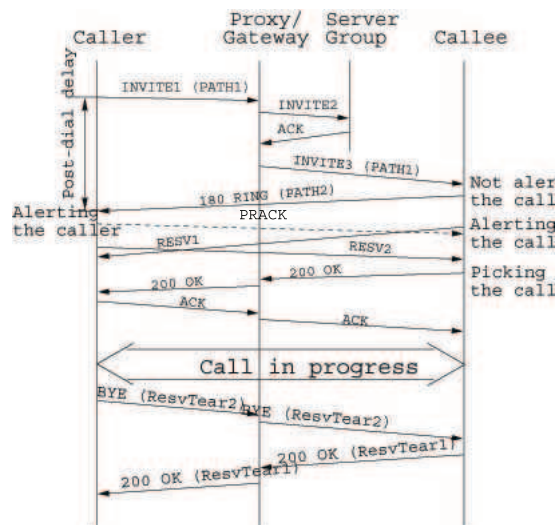 Proxy/ Server
Caller Gateway Group Callee
Post-dial delay
INVITE1 (PATH1)
INVITE2
ACK
INVITE3 (PATH1)
Not aler
the call
180 RING (PATH2)
Alerting
the caller
PRACK
Alerting
the call
RESV1
RESV2
200 OK
200 OK
Picking
the call
ACK
ACK
Call in progress
BYE (ResvTear2)
BYE (ResvTear2)
200 OK (ResvTear1)
200 OK (ResvTear1)